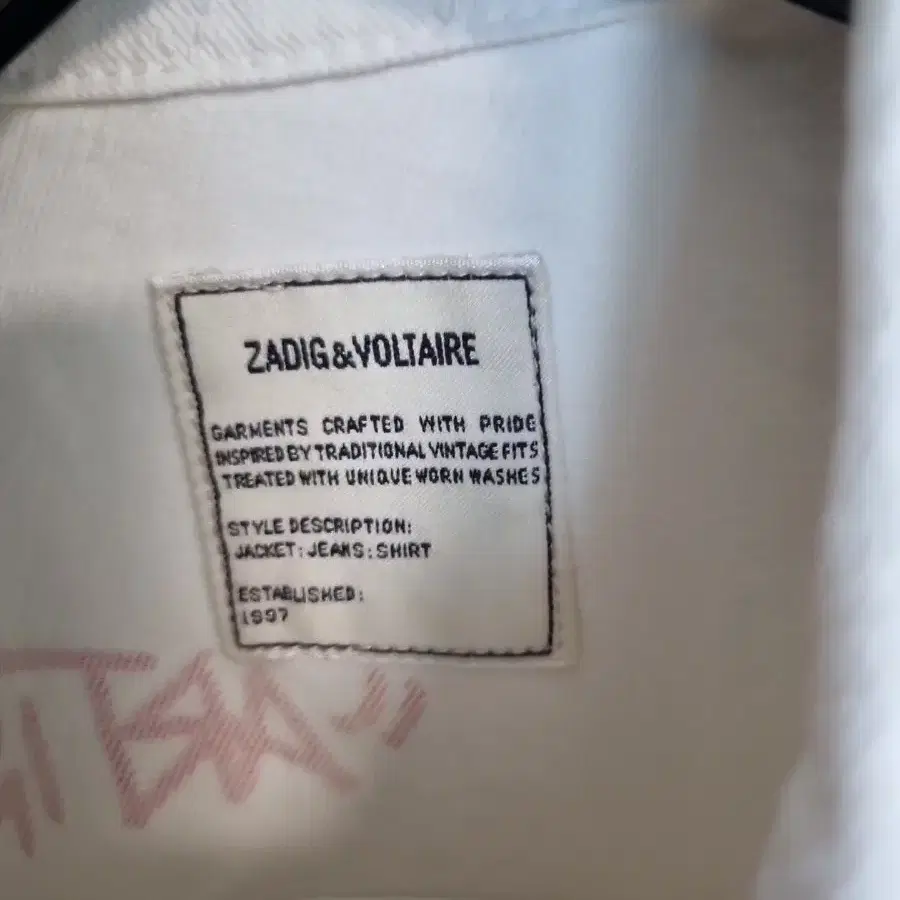 ZADIG&VOLTAIRE
GARMENTS CRAFTED WITH PRIDE
INSPIRED BY TRADITIONAL VINTAGE FITS
TREATED WITH UNIQUE WORN WASHES
STYLE DESCRIPTION:
JACKET:JEANS:SHIRT
ESTABLISHED:
1997